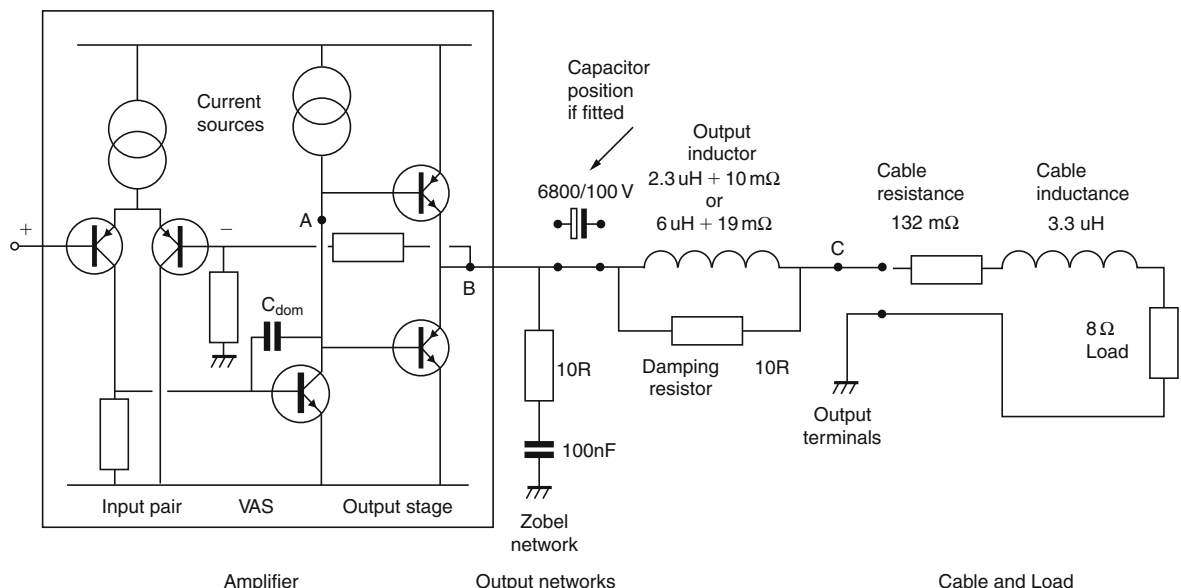 Current
sources
Capacitor
position
if fitted
6800/100 V
Output
inductor
2.3 uH + 10 mΩ
or
6 uH + 19 mΩ
Cable
resistance
132 mΩ
Cable
inductance
3.3 uH
+
−
A
B
C
Cdom
10R
100nF
Zobel
network
Damping
resistor
10R
Output
terminals
8 Ω
Load
Input pair
VAS
Output stage
Amplifier
Output networks
Cable and Load